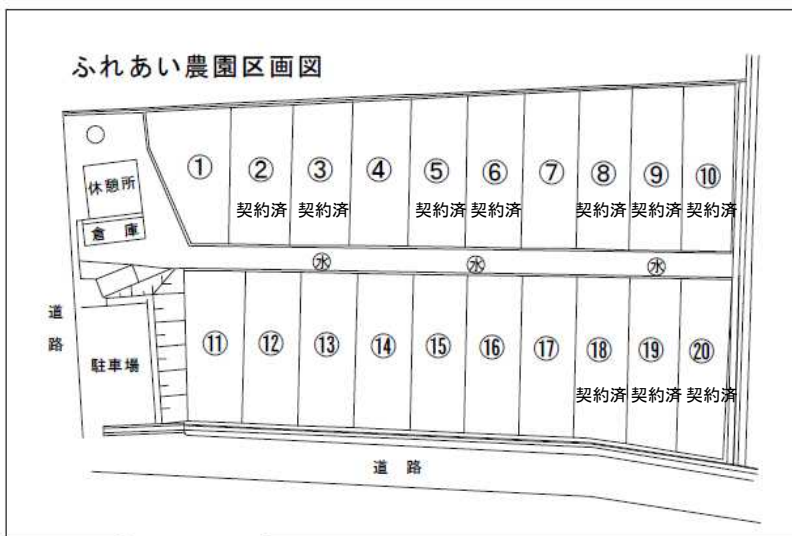 ふれあい農園区画図
① ② ③ ④ ⑤ ⑥ ⑦ ⑧ ⑨ ⑩
契約済 契約済 契約済 契約済 契約済 契約済 契約済
休憩所
倉庫
水 水 水
道路
駐車場
⑪ ⑫ ⑬ ⑭ ⑮ ⑯ ⑰ ⑱ ⑲ ⑳
契約済 契約済 契約済
道路